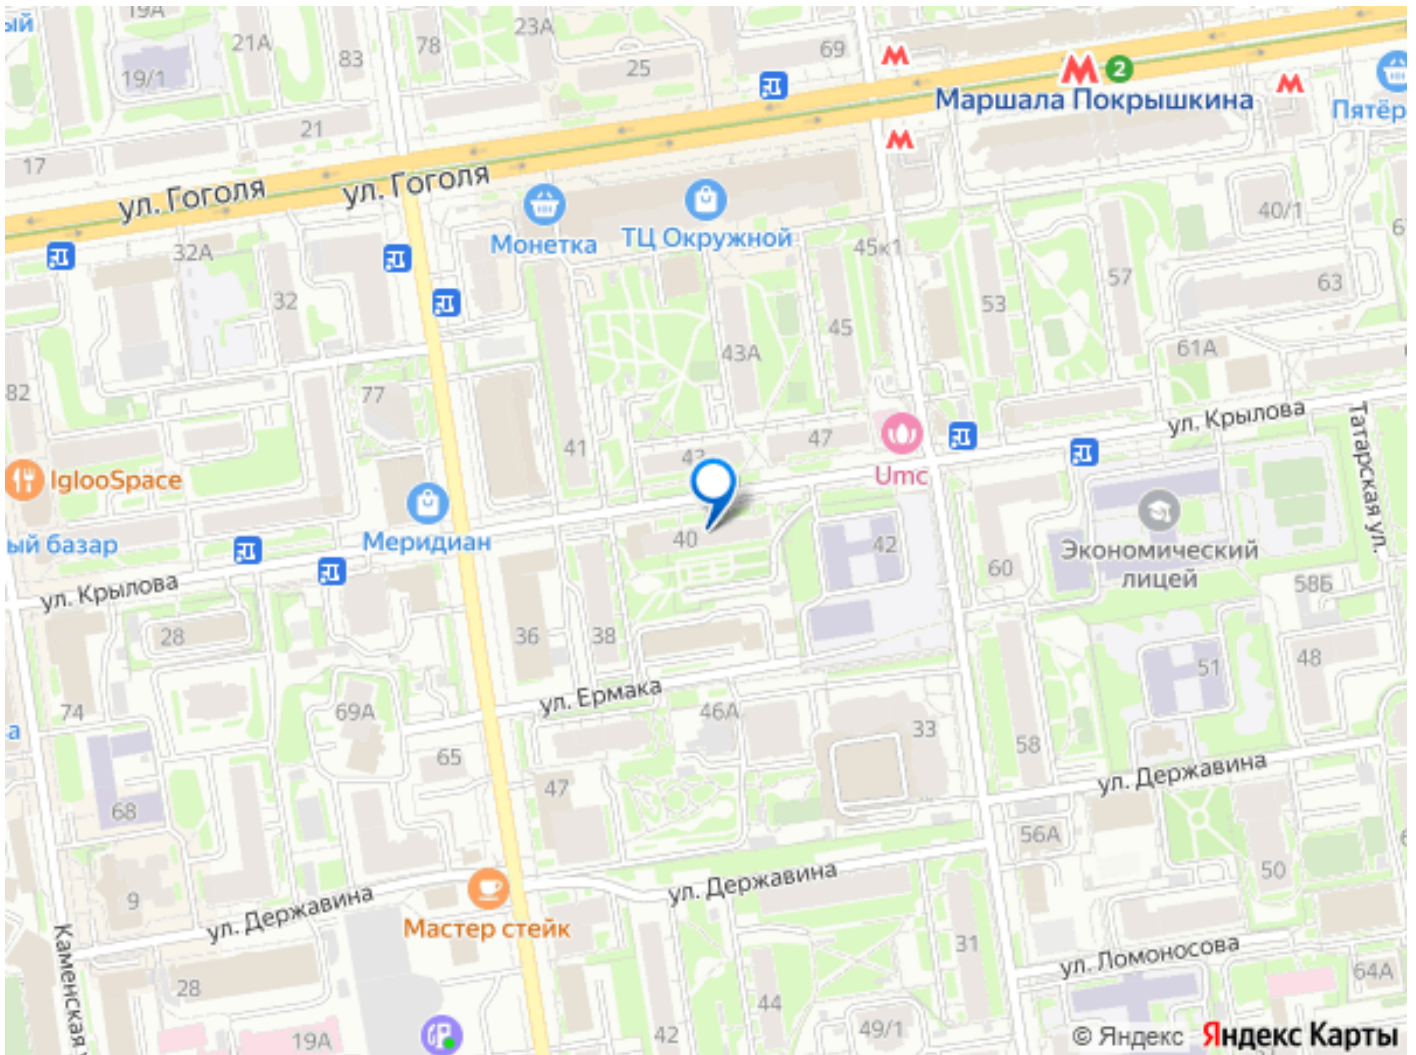 19А
ый
21А
83
78
23А
69
25
19/1
2
Маршала Покрышкина
Пятёр
21
17
ул. Гоголя
ул. Гоголя
40/1
Монетка
ТЦ Окружной
32А
45к1
57
63
32
53
45
43А
61А
82
77
ул. Крылова
Татарская ул.
47
41
Umc
IglooSpace
Меридиан
ый базар
40
42
Экономический
лицей
60
58Б
ул. Крылова
28
36
38
48
51
ул. Ермака
74
69А
46А
33
58
а
65
ул. Державина
47
68
56А
50
ул. Державина
9
ул. Державина
Мастер стейк
Каменская
31
ул. Ломоносова
64А
28
44
19А
42
49/1
© Яндекс
Яндекс Карты